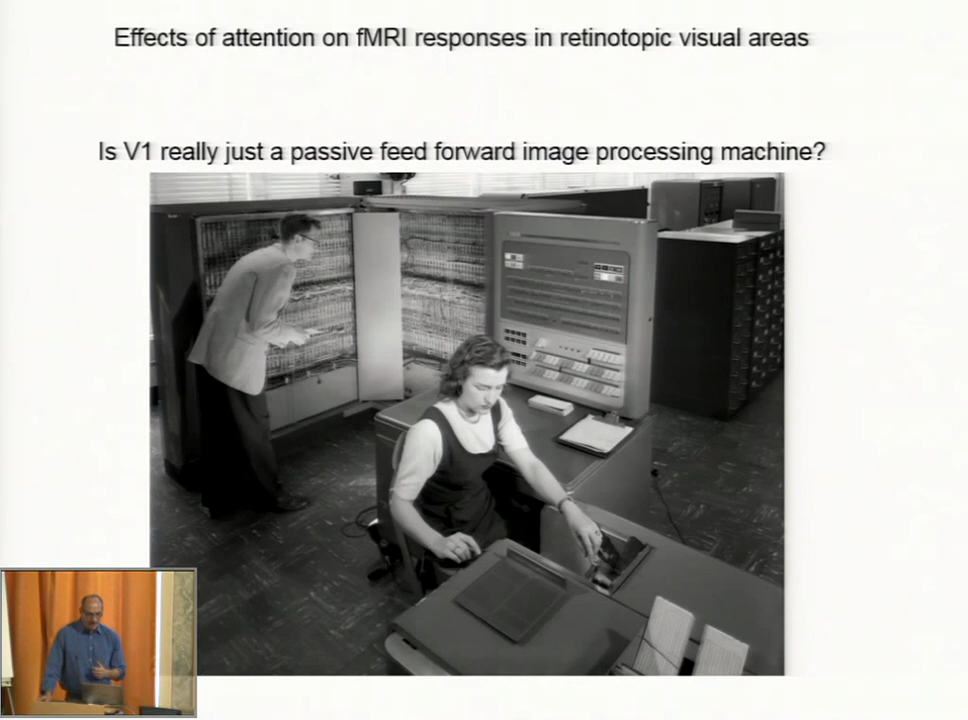 Effects of attention on fMRI responses in retinotopic visual areas
Is V1 really just a passive feed forward image processing machine?